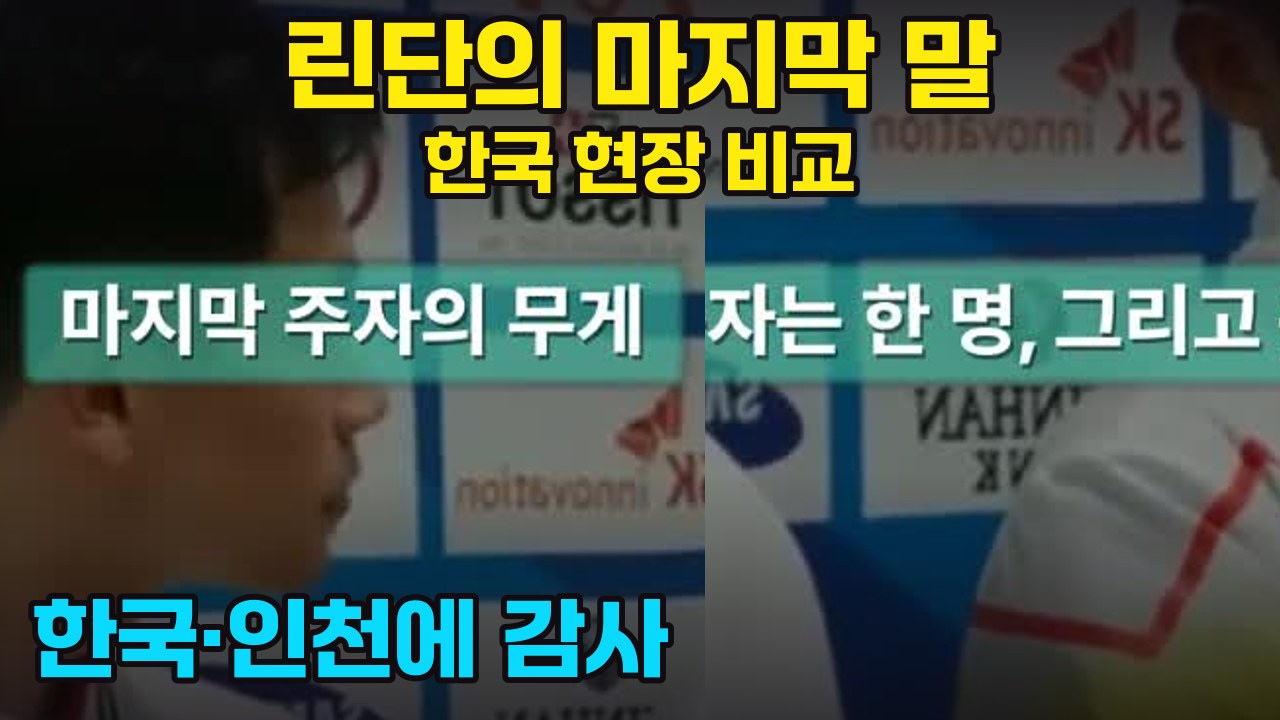 린단의 마지막 말
한국 현장 비교
SK innovation
TISSOT
마지막 주자의 무게
자는 한 명, 그리고
SK
SK innovation
한국·인천에 감사